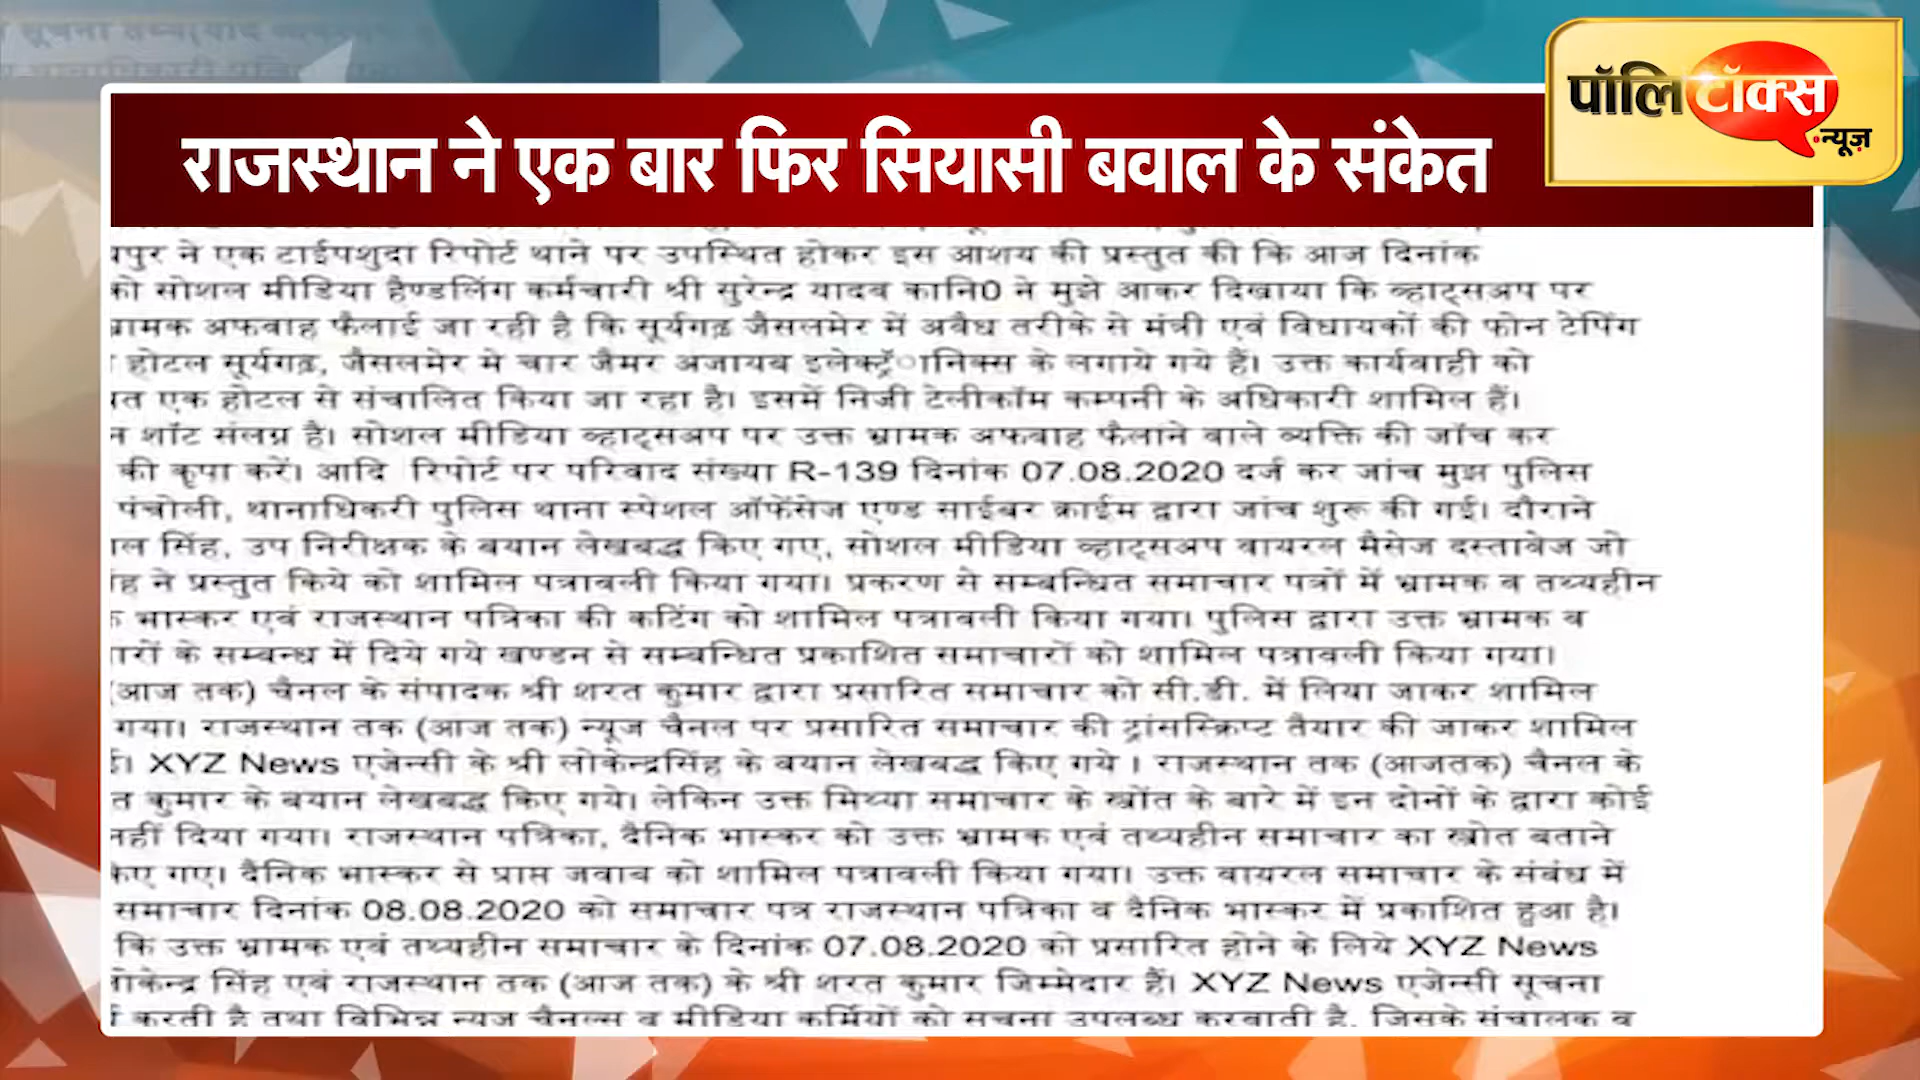 सूचना तथ्य
राजस्थान ने एक बार फिर सियासी बवाल के संकेत
पॉलिटॉक्स
न्यूज़
ने एक टाईपशुदा रिपोर्ट थाने पर उपस्थित होकर इस आशय की प्रस्तुत की कि आज दिनांक
को सोशल मीडिया हैण्डलिंग कर्मचारी श्री सुरेन्द्र यादव कानि0 ने मुझे आकर दिखाया कि व्हाट्सअप पर
भ्रामक अफवाह फैलाई जा रही है कि सूर्यगढ़ जैसलमेर में अवैध तरीके से मंत्री एवं विधायकों की फोन टेपिंग
होटल सूर्यगढ़, जैसलमेर मे चार जैमर अजायब इलेक्ट्रॅानिक्स के लगाये गये हैं। उक्त कार्यवाही को
एक होटल से संचालित किया जा रहा है। इसमें निजी टेलीकॉम कम्पनी के अधिकारी शामिल हैं।
शॉट संलग्न है। सोशल मीडिया व्हाट्सअप पर उक्त भ्रामक अफवाह फैलाने वाले व्यक्ति की जॉच कर
की कृपा करें। आदि रिपोर्ट पर परिवाद संख्या R-139 दिनांक 07.08.2020 दर्ज कर जांच मुझ पुलिस
पंचोली, थानाधिकरी पुलिस थाना स्पेशल ऑफेंसेज एण्ड साईबर क्राईम द्वारा जांच शुरू की गई। दौराने
सिंह, उप निरीक्षक के बयान लेखबद्ध किए गए, सोशल मीडिया व्हाट्सअप वायरल मैसेज दस्तावेज जो
ने प्रस्तुत किये को शामिल पत्रावली किया गया। प्रकरण से सम्बन्धित समाचार पत्रों में भ्रामक व तथ्यहीन
भास्कर एवं राजस्थान पत्रिका की कटिंग को शामिल पत्रावली किया गया। पुलिस द्वारा उक्त भ्रामक व
के सम्बन्ध में दिये गये खण्डन से सम्बन्धित प्रकाशित समाचारों को शामिल पत्रावली किया गया।
(आज तक) चैनल के संपादक श्री शरत कुमार द्वारा प्रसारित समाचार को सी.डी. में लिया जाकर शामिल
गया। राजस्थान तक (आज तक) न्यूज चैनल पर प्रसारित समाचार की ट्रांसस्क्रिप्ट तैयार की जाकर शामिल
XYZ News एजेन्सी के श्री लोकेन्द्रसिंह के बयान लेखबद्ध किए गये । राजस्थान तक (आजतक) चैनल के
कुमार के बयान लेखबद्ध किए गये। लेकिन उक्त मिथ्या समाचार के स्त्रोंत के बारे में इन दोनों के द्वारा कोई
नहीं दिया गया। राजस्थान पत्रिका, दैनिक भास्कर को उक्त भ्रामक एवं तथ्यहीन समाचार का स्त्रोत बताने
गए। दैनिक भास्कर से प्राप्त जवाब को शामिल पत्रावली किया गया। उक्त वायरल समाचार के संबंध में
समाचार दिनांक 08.08.2020 को समाचार पत्र राजस्थान पत्रिका व दैनिक भास्कर में प्रकाशित हुआ है।
कि उक्त भ्रामक एवं तथ्यहीन समाचार के दिनांक 07.08.2020 को प्रसारित होने के लिये XYZ News
सिंह एवं राजस्थान तक (आज तक) के श्री शरत कुमार जिम्मेदार हैं। XYZ News एजेन्सी सूचना
करती है तथा विभिन्न न्यूज चैनल्स व मीडिया कर्मियों को सूचना उपलब्ध करवाती है, जिसके संचालक व